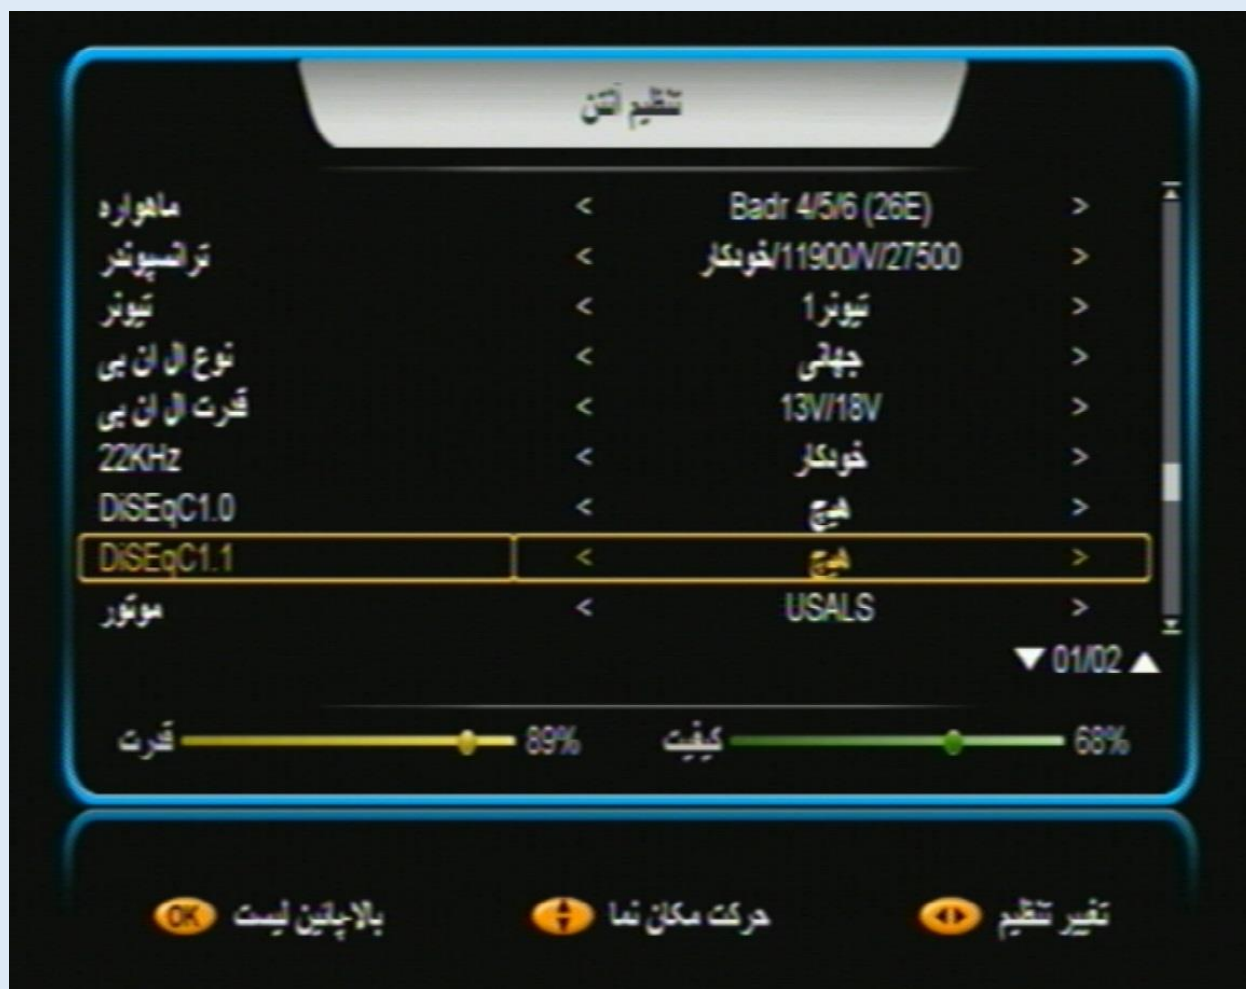 تنظیم آنتن
ماهواره < Badr 4/5/6 (26E) >
ترانسپوندر < 11900/V/27500/خودکار >
تیونر < تیونر 1 >
نوع ال ان بی < جهانی >
قدرت ال ان بی < 13V/18V >
22KHz < خودکار >
DiSEqC1.0 < هیچ >
DiSEqC1.1 < هیچ >
موتور < USALS >
▼ 01/02 ▲
قدرت 89% کیفیت 68%
OK بالاپائین لیست حرکت مکان نما تغییر تنظیم